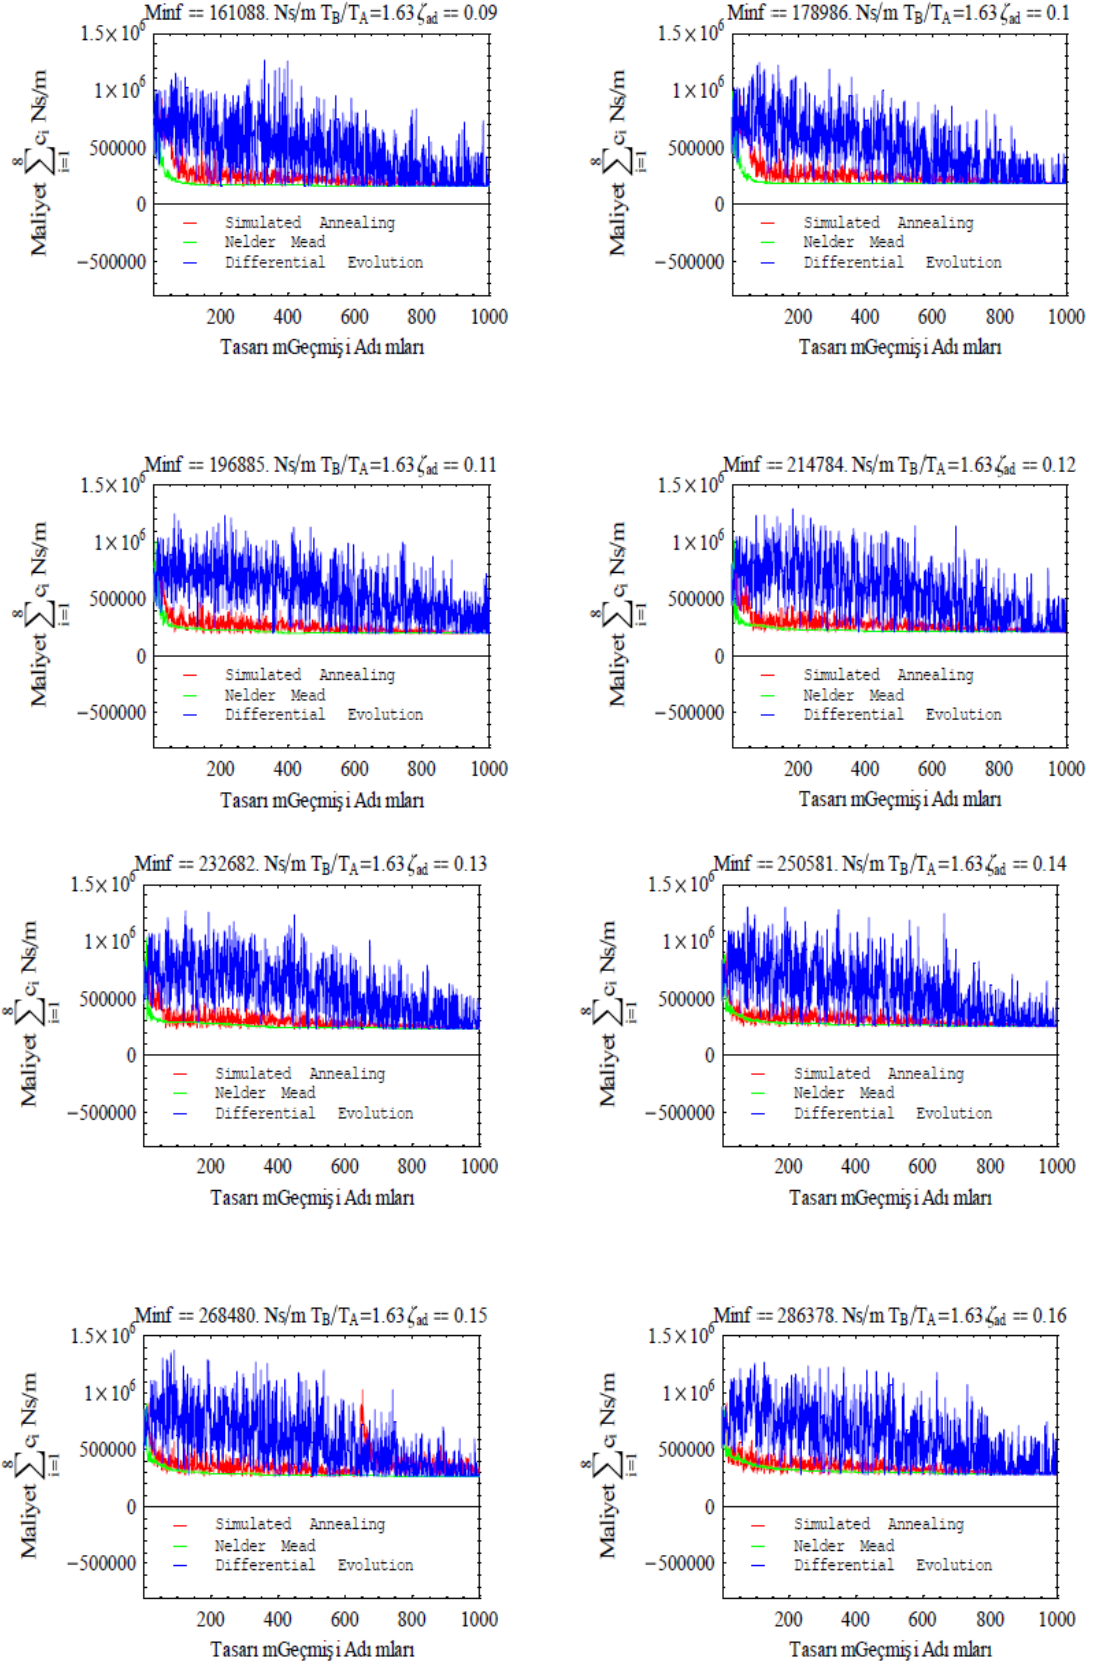 Minf == 161088. Ns/m T_B/T_A=1.63 ζ_ad == 0.09
1.5×10^6
1×10^6
500000
0
−500000
Maliyet ∑_{i=1}^{8} c_i Ns/m
Simulated Annealing
Nelder Mead
Differential Evolution
200 400 600 800 1000
Tasarı mGeçmiş i Adı mları
Minf == 178986. Ns/m T_B/T_A=1.63 ζ_ad == 0.1
1.5×10^6
1×10^6
500000
0
−500000
Maliyet ∑_{i=1}^{8} c_i Ns/m
Simulated Annealing
Nelder Mead
Differential Evolution
200 400 600 800 1000
Tasarı mGeçmiş i Adı mları
Minf == 196885. Ns/m T_B/T_A=1.63 ζ_ad == 0.11
1.5×10^6
1×10^6
500000
0
−500000
Maliyet ∑_{i=1}^{8} c_i Ns/m
Simulated Annealing
Nelder Mead
Differential Evolution
200 400 600 800 1000
Tasarı mGeçmiş i Adı mları
Minf == 214784. Ns/m T_B/T_A=1.63 ζ_ad == 0.12
1.5×10^6
1×10^6
500000
0
−500000
Maliyet ∑_{i=1}^{8} c_i Ns/m
Simulated Annealing
Nelder Mead
Differential Evolution
200 400 600 800 1000
Tasarı mGeçmiş i Adı mları
Minf == 232682. Ns/m T_B/T_A=1.63 ζ_ad == 0.13
1.5×10^6
1×10^6
500000
0
−500000
Maliyet ∑_{i=1}^{8} c_i Ns/m
Simulated Annealing
Nelder Mead
Differential Evolution
200 400 600 800 1000
Tasarı mGeçmiş i Adı mları
Minf == 250581. Ns/m T_B/T_A=1.63 ζ_ad == 0.14
1.5×10^6
1×10^6
500000
0
−500000
Maliyet ∑_{i=1}^{8} c_i Ns/m
Simulated Annealing
Nelder Mead
Differential Evolution
200 400 600 800 1000
Tasarı mGeçmiş i Adı mları
Minf == 268480. Ns/m T_B/T_A=1.63 ζ_ad == 0.15
1.5×10^6
1×10^6
500000
0
−500000
Maliyet ∑_{i=1}^{8} c_i Ns/m
Simulated Annealing
Nelder Mead
Differential Evolution
200 400 600 800 1000
Tasarı mGeçmiş i Adı mları
Minf == 286378. Ns/m T_B/T_A=1.63 ζ_ad == 0.16
1.5×10^6
1×10^6
500000
0
−500000
Maliyet ∑_{i=1}^{8} c_i Ns/m
Simulated Annealing
Nelder Mead
Differential Evolution
200 400 600 800 1000
Tasarı mGeçmiş i Adı mları